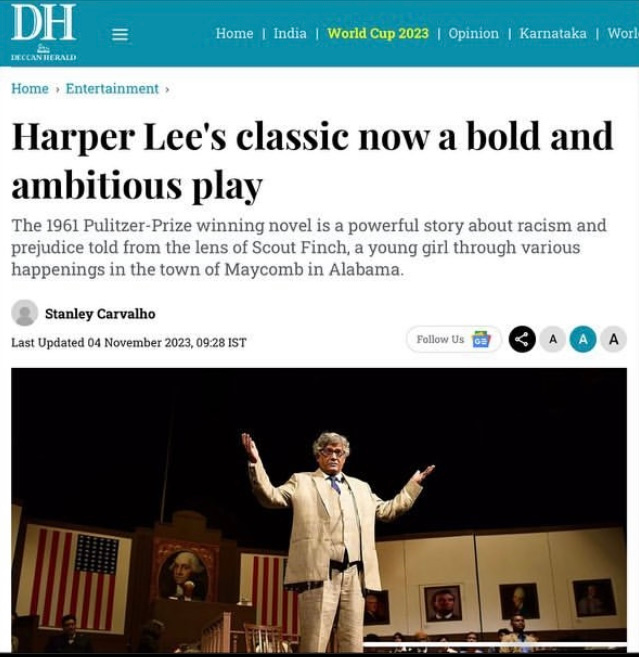 DH
DECCAN HERALD
Home | India | World Cup 2023 | Opinion | Karnataka | Worl
Home › Entertainment ›
Harper Lee's classic now a bold and
ambitious play
The 1961 Pulitzer-Prize winning novel is a powerful story about racism and
prejudice told from the lens of Scout Finch, a young girl through various
happenings in the town of Maycomb in Alabama.
Stanley Carvalho
Last Updated 04 November 2023, 09:28 IST
Follow Us GE A A A